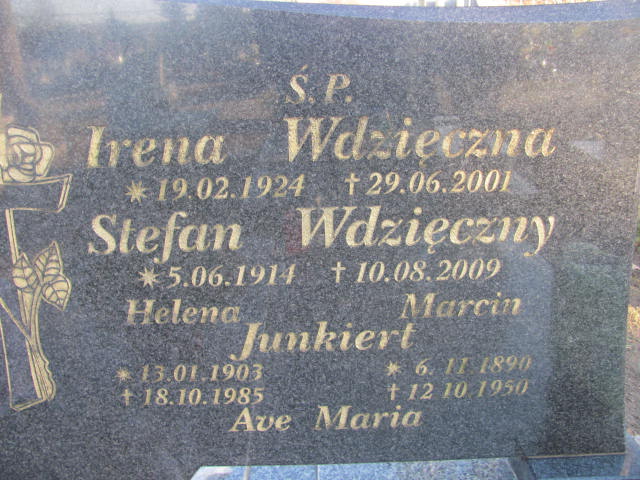 Ś.P.
Irena Wdzięczna
✴ 19.02.1924 † 29.06.2001
Stefan Wdzięczny
✴ 5.06.1914 † 10.08.2009
Helena Marcin
Junkiert
✴ 13.01.1903 ✴ 6.11 1890
† 18.10.1985 † 12 10.1950
Ave Maria